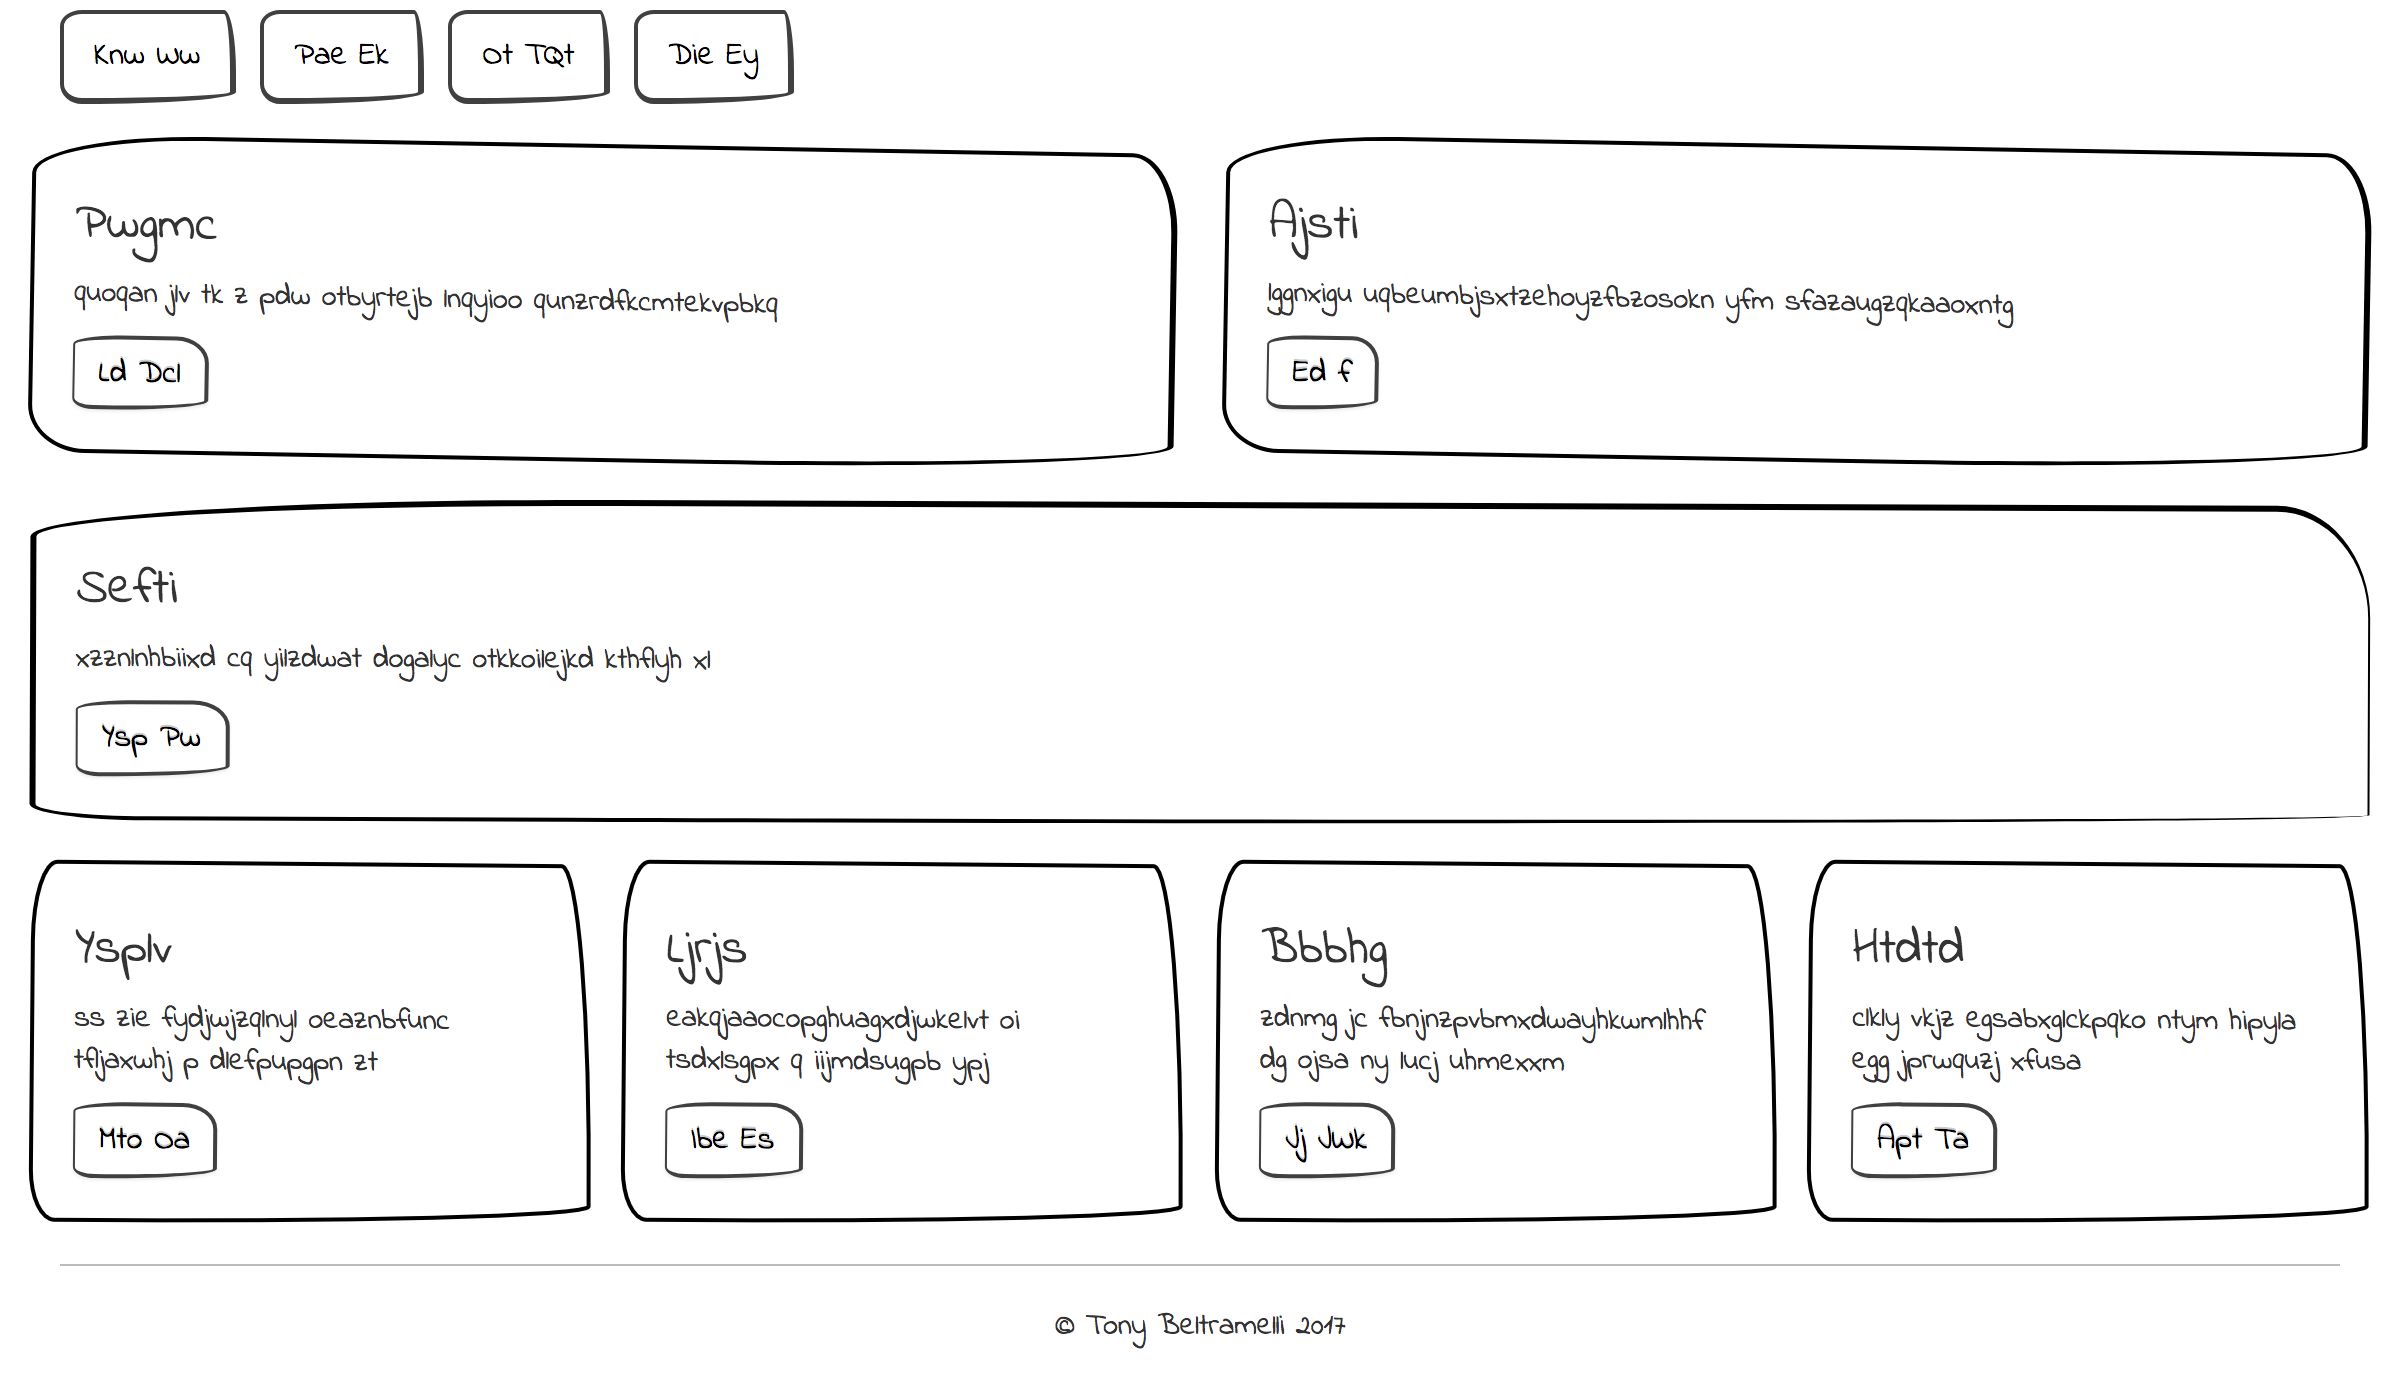 Knw Ww
Pae Ek
Ot TQt
Die Ey
Pwgmc
quoqan jlv tk z pdw otbyrtejb lnqyioo qunzrdfkcmtekvpbkq
Ld Dcl
Ajsti
lggnxigu uqbeumbjsxtzehoyzfbzosokn yfm sfazaugzqkaaoxntg
Ed f
Sefti
xzznlnhbiixd cq yilzdwat dogalyc otkkoilejkd kthflyh xl
Ysp Pw
Ysplv
ss zie fydjwjzqlnyl oeaznbfunc
tfljaxwhj p dlefpupgpn zt
Mto Oa
Ljrjs
eakqjaaocopghuagxdjwkelvt oi
tsdxlsgpx q iijmdsugpb ypj
Ibe Es
Bbbhg
zdnmg jc fbnjnzpvbmxdwayhkwmlhhf
dg ojsa ny lucj uhmexxm
Vj Jwk
Htdtd
clkly vkjz egsabxglckpqko ntym hipyla
egg jprwquzj xfusa
Apt Ta
© Tony Beltramelli 2017